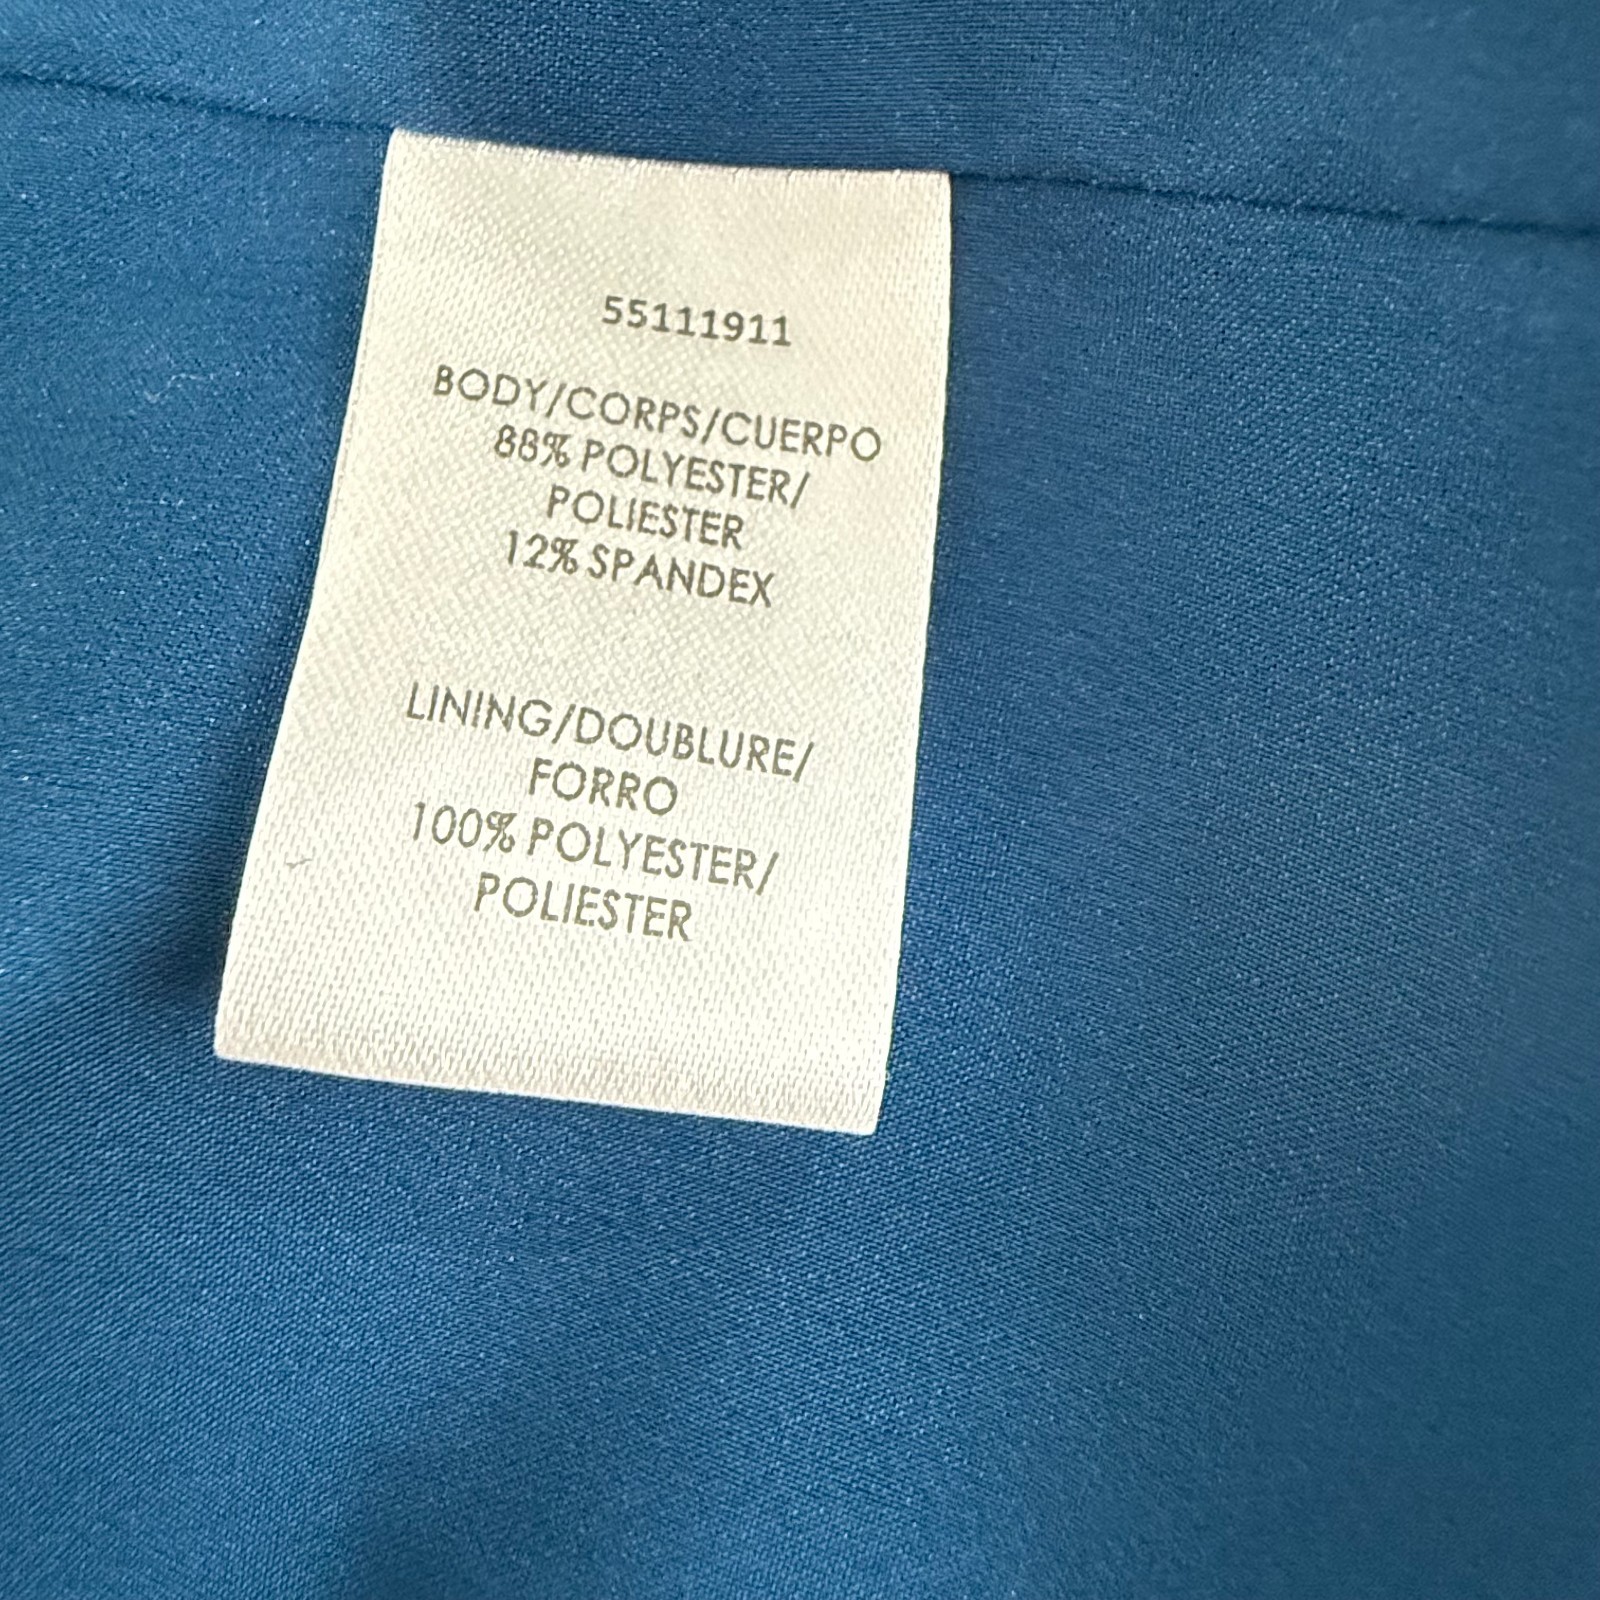 55111911
BODY/CORPS/CUERPO
88% POLYESTER/
POLIESTER
12% SPANDEX
LINING/DOUBLURE/
FORRO
100% POLYESTER/
POLIESTER